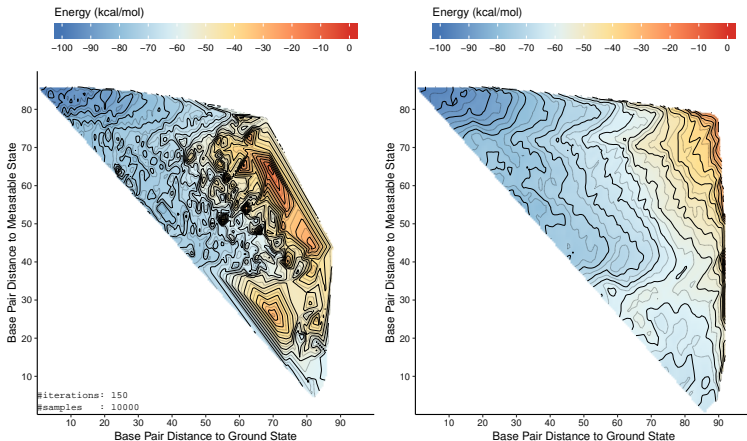 Energy (kcal/mol)
−100 −90 −80 −70 −60 −50 −40 −30 −20 −10 0
Base Pair Distance to Metastable State
80
70
60
50
40
30
20
10
#iterations: 150
#samples : 10000
10 20 30 40 50 60 70 80 90
Base Pair Distance to Ground State
Energy (kcal/mol)
−100 −90 −80 −70 −60 −50 −40 −30 −20 −10 0
Base Pair Distance to Metastable State
80
70
60
50
40
30
20
10
10 20 30 40 50 60 70 80 90
Base Pair Distance to Ground State